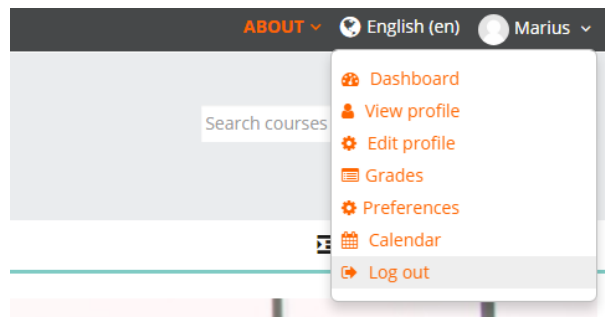 ABOUT English (en) Marius
Dashboard
Search courses
View profile
Edit profile
Grades
Preferences
Calendar
Log out